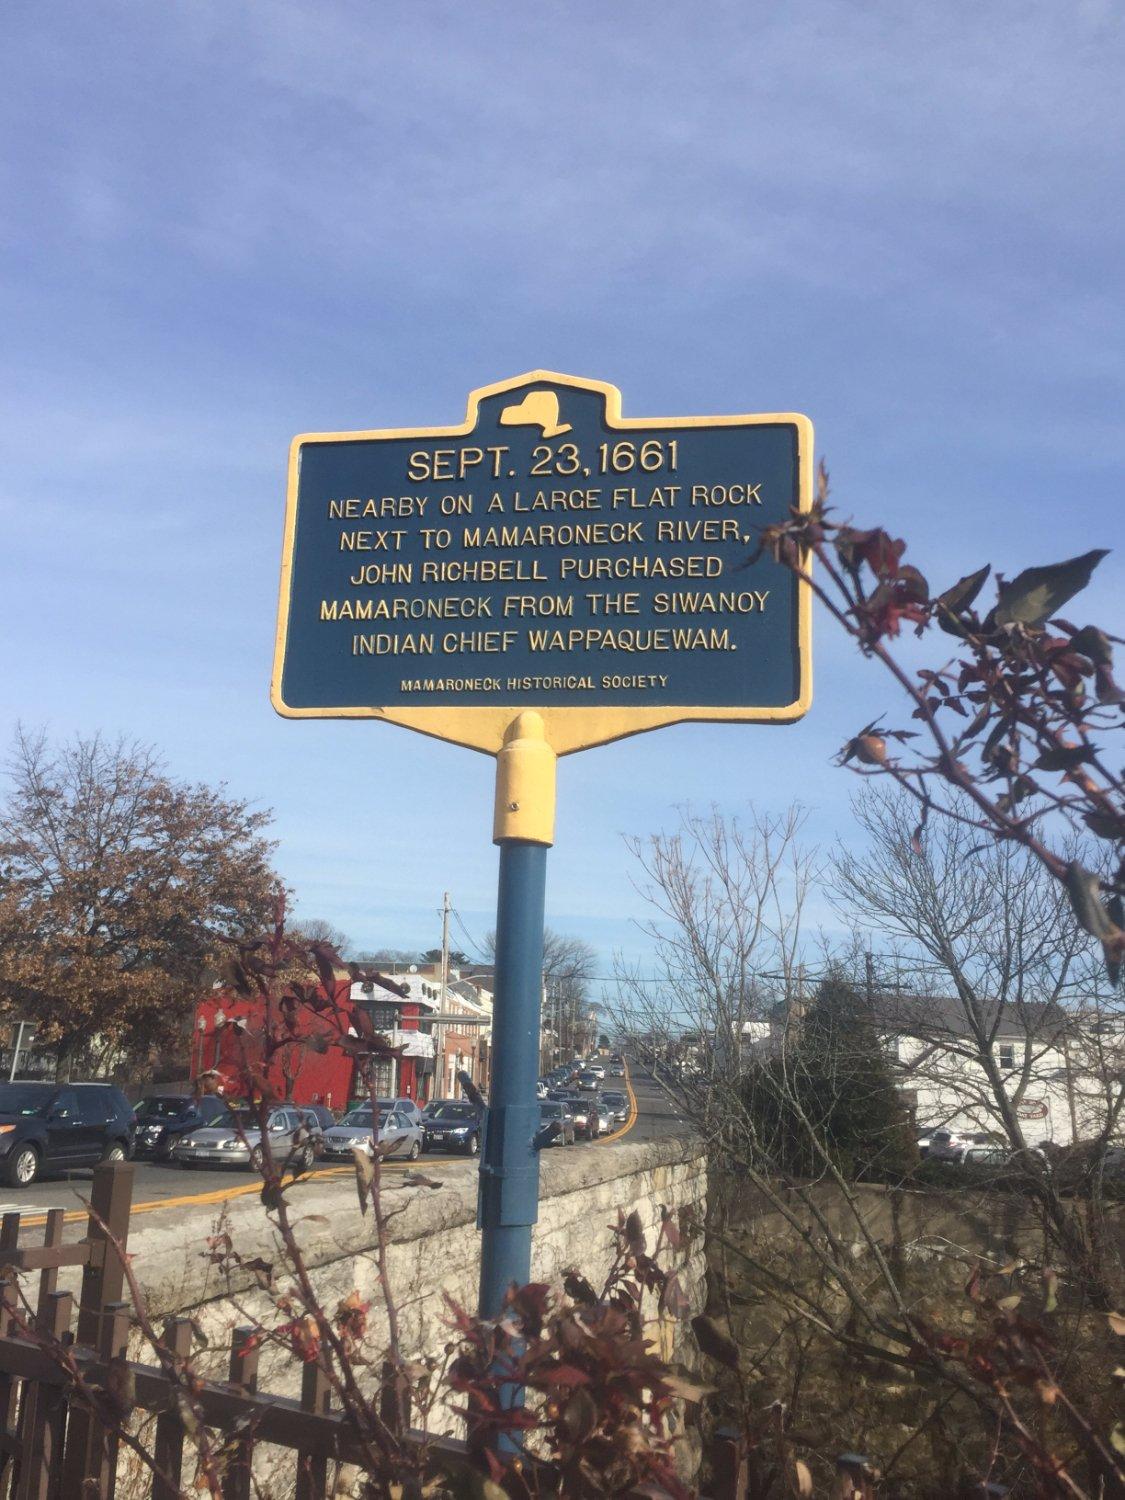 SEPT. 23, 1661
NEARBY ON A LARGE FLAT ROCK
NEXT TO MAMARONECK RIVER,
JOHN RICHBELL PURCHASED
MAMARONECK FROM THE SIWANOY
INDIAN CHIEF WAPPAQUEWAM.
MAMARONECK HISTORICAL SOCIETY